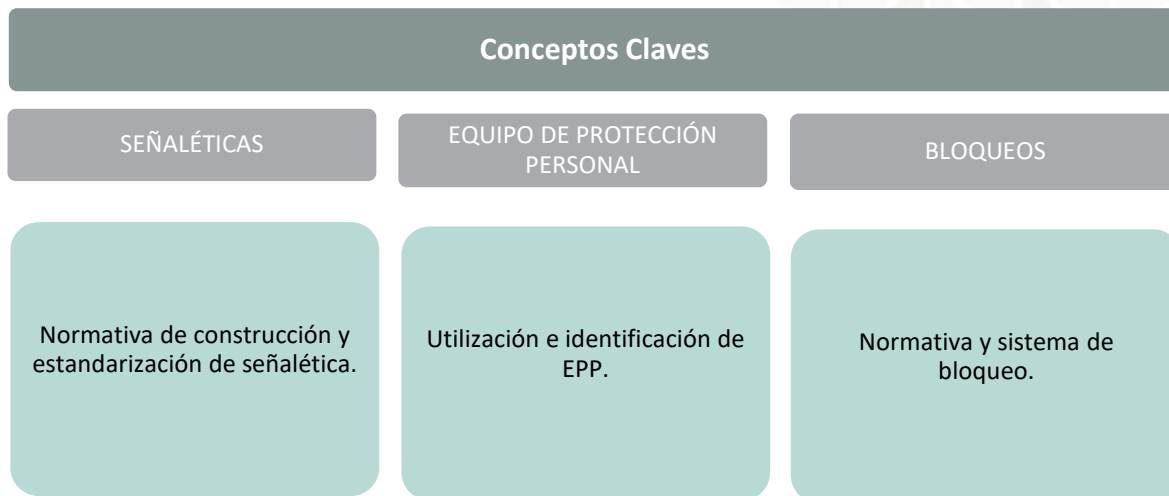 Conceptos Claves
SEÑALÉTICAS
EQUIPO DE PROTECCIÓN
PERSONAL
BLOQUEOS
Normativa de construcción y
estandarización de señalética.
Utilización e identificación de
EPP.
Normativa y sistema de
bloqueo.